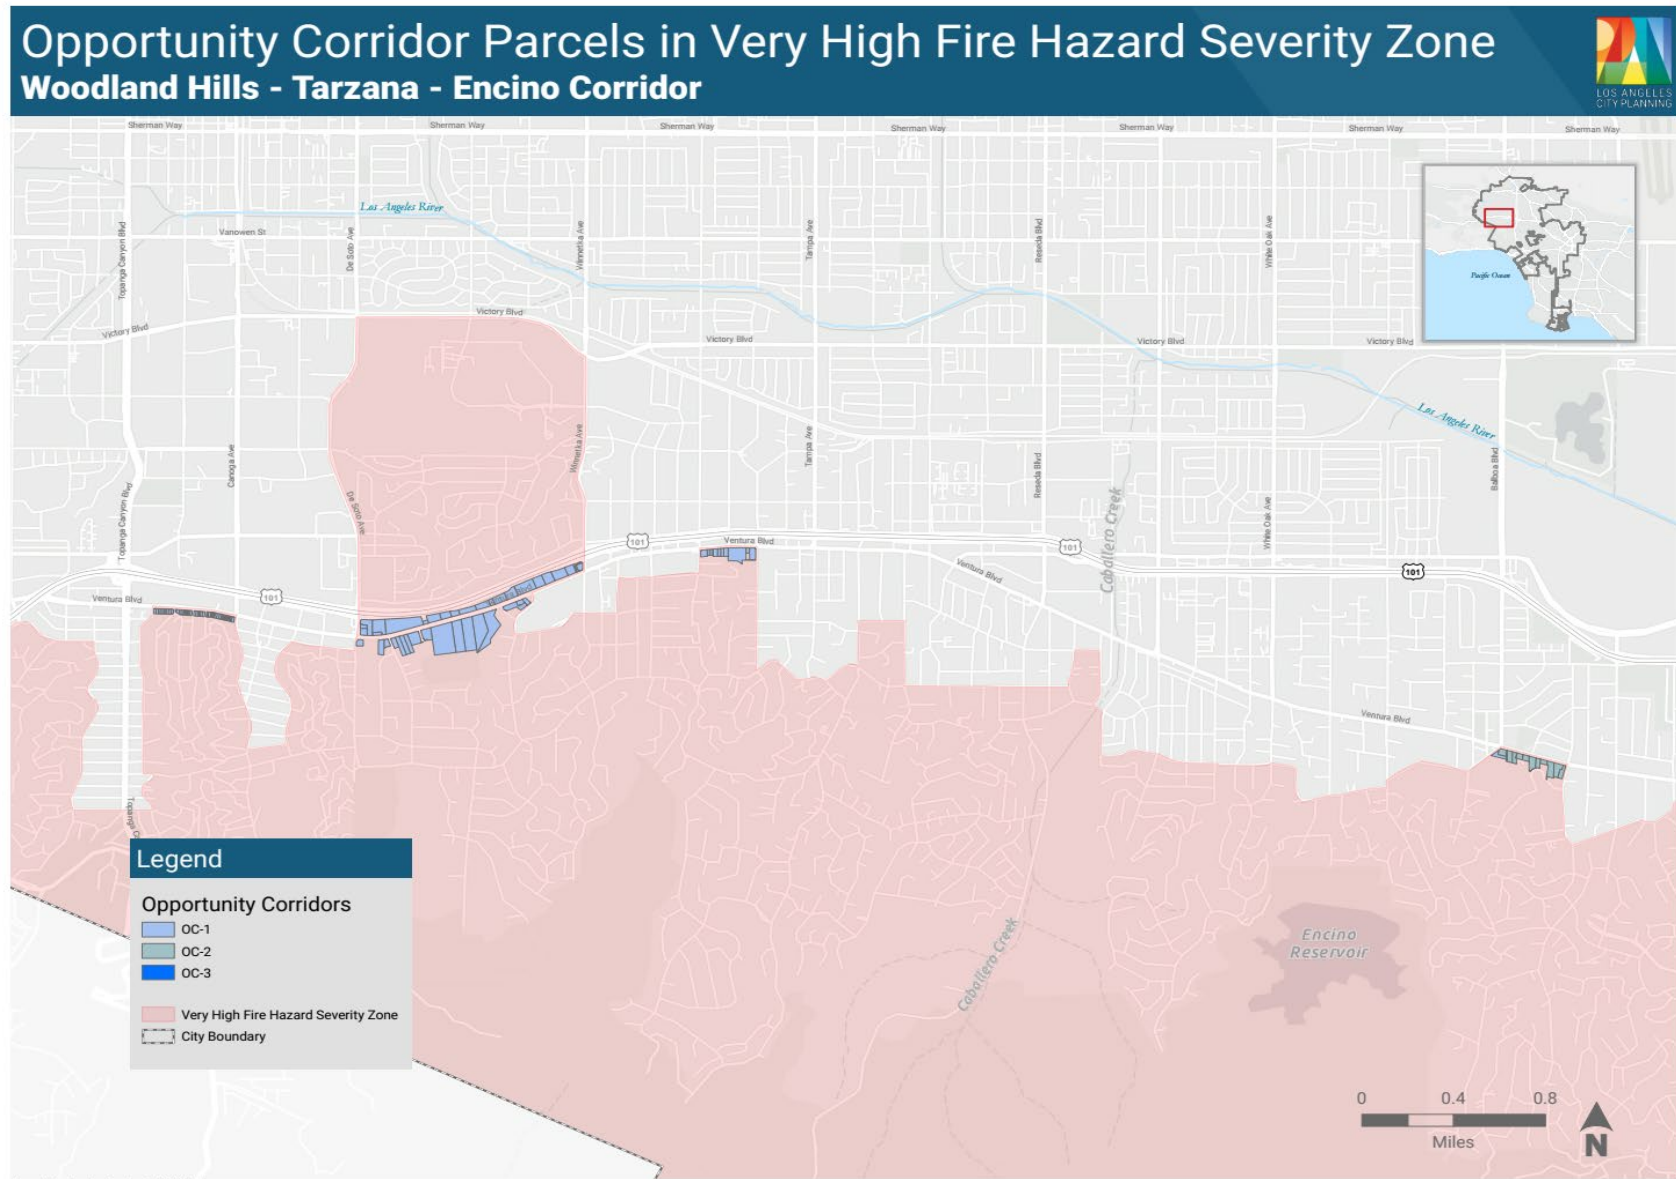 Opportunity Corridor Parcels in Very High Fire Hazard Severity Zone
Woodland Hills - Tarzana - Encino Corridor
LOS ANGELES
CITY PLANNING
Sherman Way
Sherman Way
Sherman Way
Sherman Way
Sherman Way
Sherman Way
Sherman Way
Los Angeles River
Vanowen St
Topanga Canyon Blvd
De Soto Ave
Winnetka Ave
Tampa Ave
Reseda Blvd
White Oak Ave
Pacific Ocean
Victory Blvd
Victory Blvd
Victory Blvd
Victory Blvd
Victory Blvd
Los Angeles River
Canoga Ave
Winnetka Ave
Tampa Ave
Reseda Blvd
Balboa Blvd
Topanga Canyon Blvd
De Soto Ave
Caballero Creek
White Oak Ave
101
Ventura Blvd
101
Ventura Blvd
101
Ventura Blvd
101
Ventura Blvd
Topanga C
Legend
Opportunity Corridors
OC-1
OC-2
OC-3
Very High Fire Hazard Severity Zone
City Boundary
Encino
Reservoir
Caballero Creek
0 0.4 0.8
Miles
N